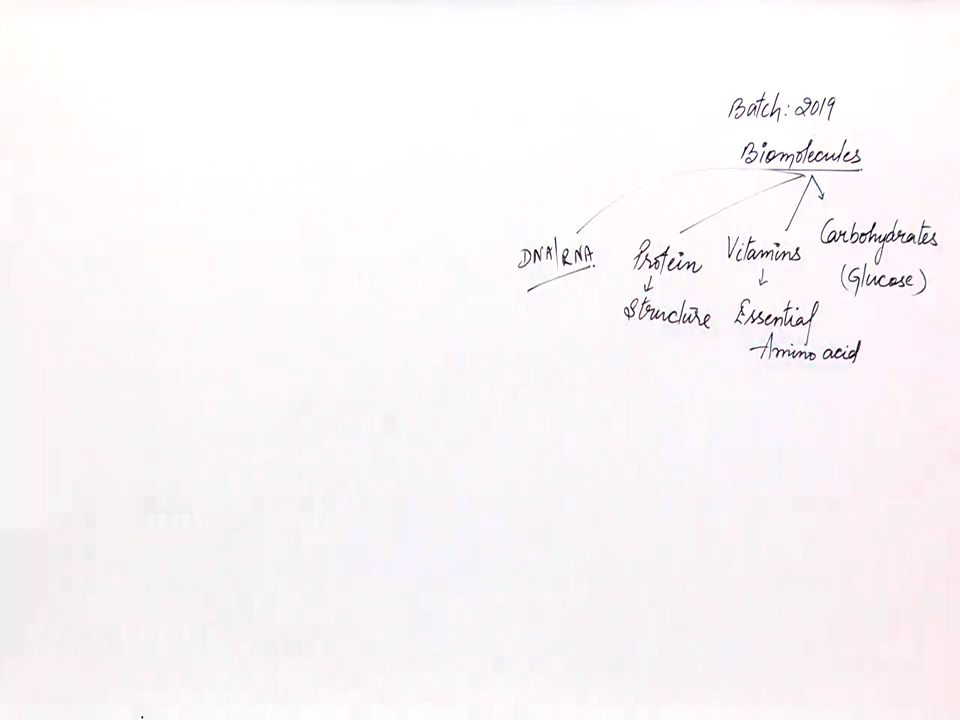 Batch: 2019
Biomolecules
DNA/RNA. Protein Vitamins Carbohydrates
(Glucose)
Structure Essential
Amino acid